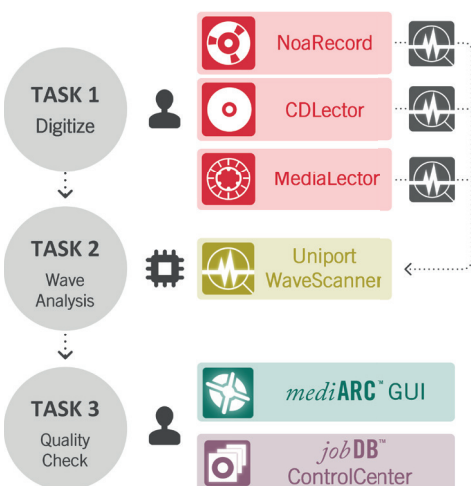 TASK 1
Digitize
NoaRecord
CDLector
MediaLector
TASK 2
Wave
Analysis
Uniport
WaveScanner
TASK 3
Quality
Check
mediARC™ GUI
jobDB™
ControlCenter